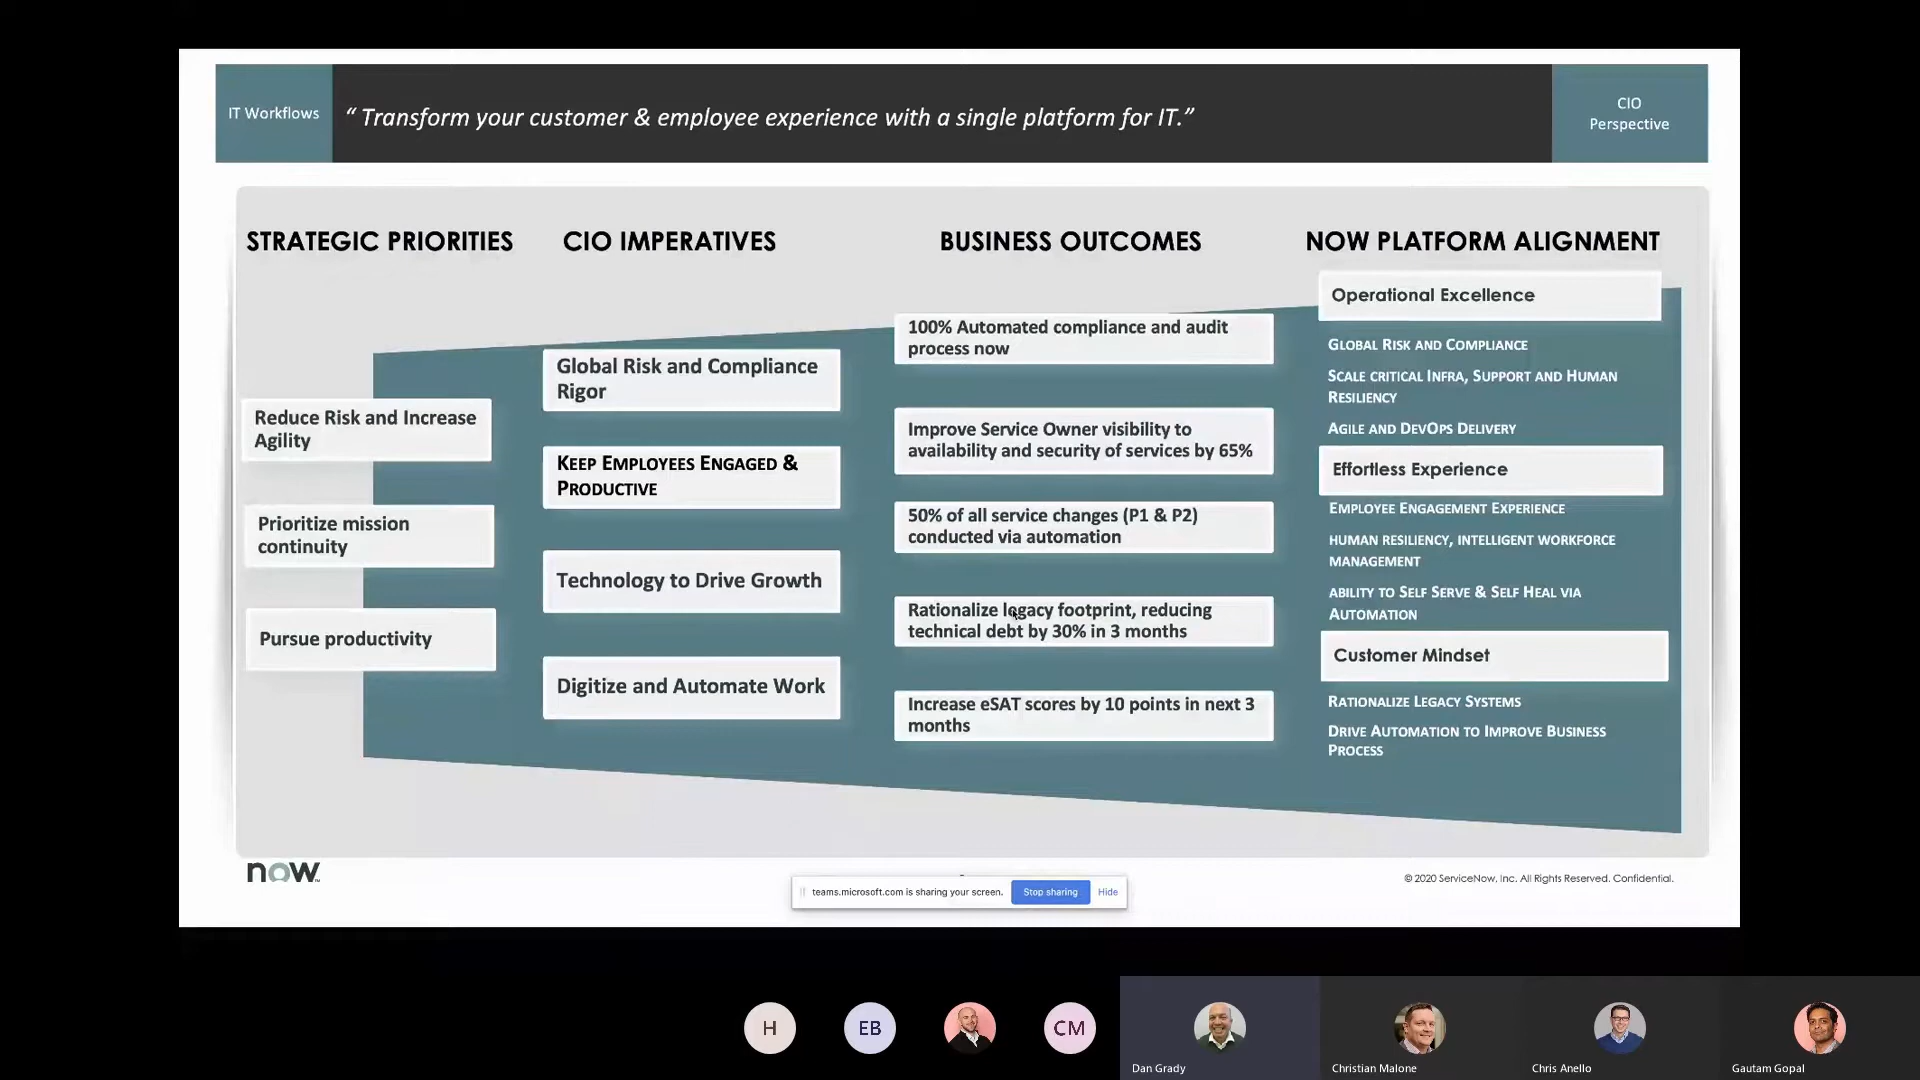 IT Workflows
“ Transform your customer & employee experience with a single platform for IT.”
CIO
Perspective
STRATEGIC PRIORITIES
CIO IMPERATIVES
BUSINESS OUTCOMES
NOW PLATFORM ALIGNMENT
Reduce Risk and Increase
Agility
Prioritize mission
continuity
Pursue productivity
Global Risk and Compliance
Rigor
KEEP EMPLOYEES ENGAGED &
PRODUCTIVE
Technology to Drive Growth
Digitize and Automate Work
100% Automated compliance and audit
process now
Improve Service Owner visibility to
availability and security of services by 65%
50% of all service changes (P1 & P2)
conducted via automation
Rationalize legacy footprint, reducing
technical debt by 30% in 3 months
Increase eSAT scores by 10 points in next 3
months
Operational Excellence
GLOBAL RISK AND COMPLIANCE
SCALE CRITICAL INFRA, SUPPORT AND HUMAN
RESILIENCY
AGILE AND DEVOPS DELIVERY
Effortless Experience
EMPLOYEE ENGAGEMENT EXPERIENCE
HUMAN RESILIENCY, INTELLIGENT WORKFORCE
MANAGEMENT
ABILITY TO SELF SERVE & SELF HEAL VIA
AUTOMATION
Customer Mindset
RATIONALIZE LEGACY SYSTEMS
DRIVE AUTOMATION TO IMPROVE BUSINESS
PROCESS
now
© 2020 ServiceNow, Inc. All Rights Reserved. Confidential.
teams.microsoft.com is sharing your screen.
Stop sharing
Hide
H
EB
CM
Dan Grady
Christian Malone
Chris Anello
Gautam Gopal